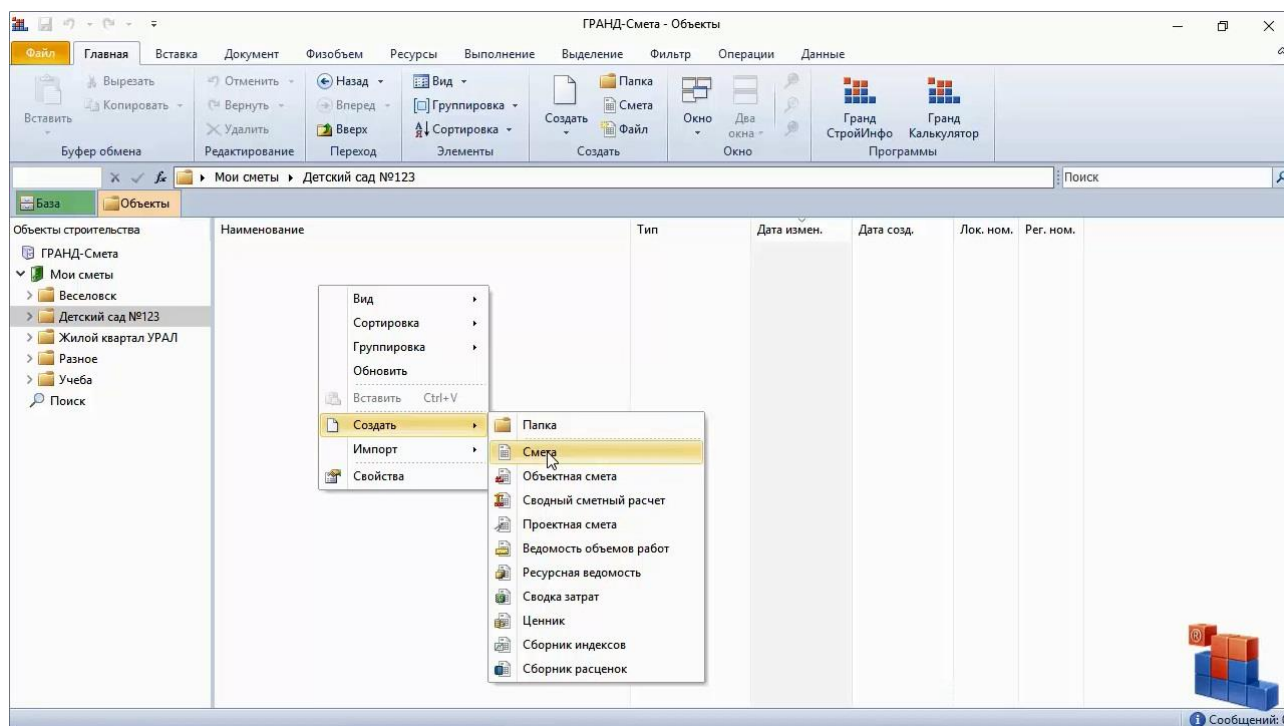 ГРАНД-Смета - Объекты
Файл Главная Вставка Документ Физобъем Ресурсы Выполнение Выделение Фильтр Операции Данные
Вырезать Отменить Назад Вид Папка
Копировать Вернуть Вперед Группировка Смета
Вставить Удалить Вверх Сортировка Создать Файл Окно Два окна Гранд СтройИнфо Гранд Калькулятор
Буфер обмена Редактирование Переход Элементы Создать Окно Программы
fx Мои сметы Детский сад №123 Поиск
База Объекты
Объекты строительства Наименование Тип Дата измен. Дата созд. Лок. ном. Рег. ном.
ГРАНД-Смета
Мои сметы
Веселовск
Детский сад №123
Жилой квартал УРАЛ
Разное
Учеба
Поиск
Вид
Сортировка
Группировка
Обновить
Вставить Ctrl+V
Создать
Импорт
Свойства
Папка
Смета
Объектная смета
Сводный сметный расчет
Проектная смета
Ведомость объемов работ
Ресурсная ведомость
Сводка затрат
Ценник
Сборник индексов
Сборник расценок
®
Сообщений: